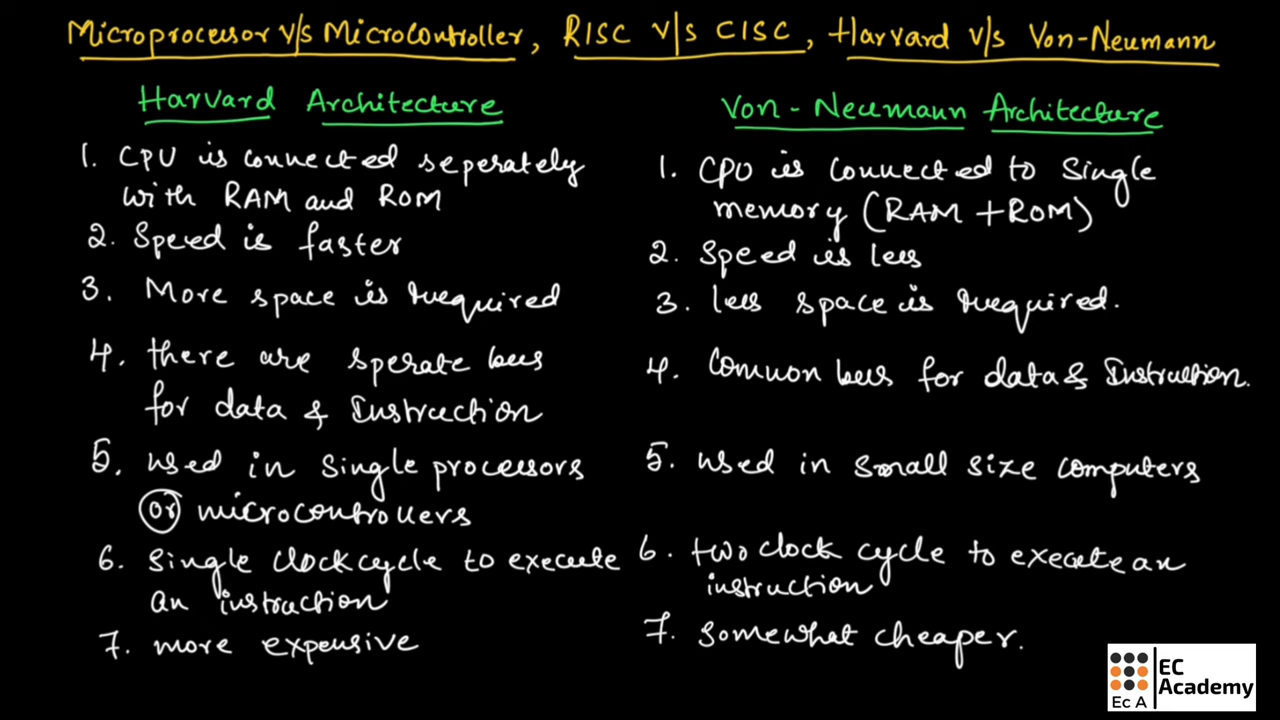 Microprocesor v/s Microcontroller, RISC v/s CISC, Harvard v/s Von-Neumann
Harvard Architecture
1. CPU is connected seperately
with RAM and ROM
2. Speed is faster
3. More space is required
4. there are sperate bus
for data & Instruction
5. used in single processors
or microcontrollers
6. Single clock cycle to execute
an instruction
7. more expensive
Von-Neumann Architecture
1. CPU is connected to single
memory (RAM+ROM)
2. Speed is less
3. less space is required.
4. Common bus for data & Instruction.
5. used in small size computers
6. two clock cycle to execute an
instruction
7. somewhat cheaper.
EC
Academy
Ec A